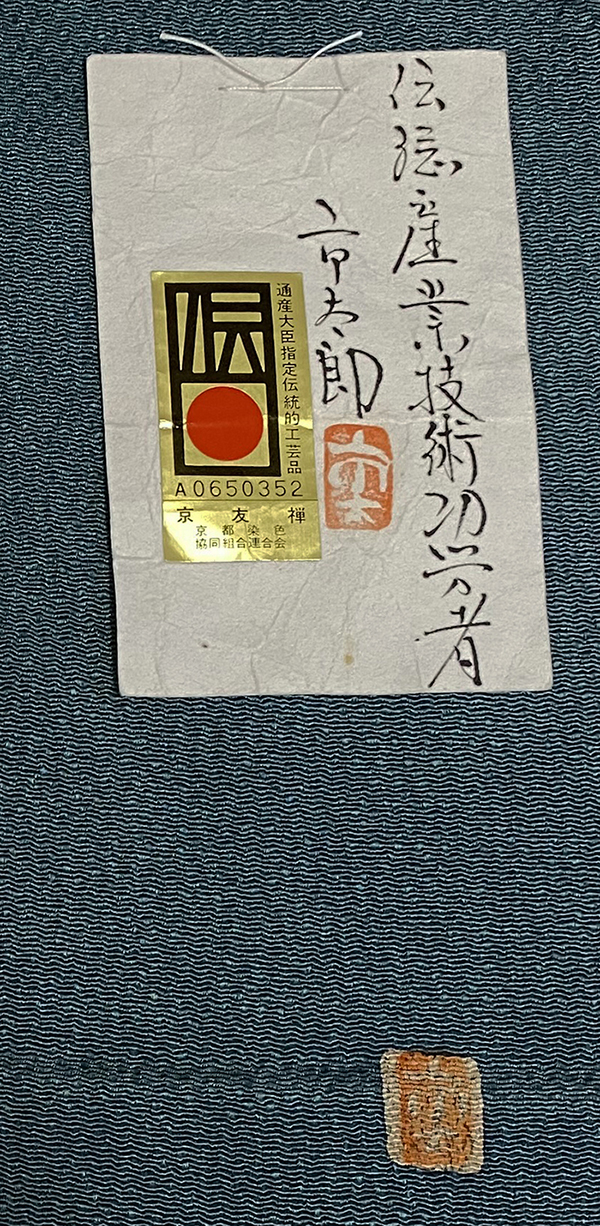 伝統産業技術功労者
太郎
伝
通産大臣指定伝統的工芸品
A0650352
京友禅
京都染色
協同組合連合会